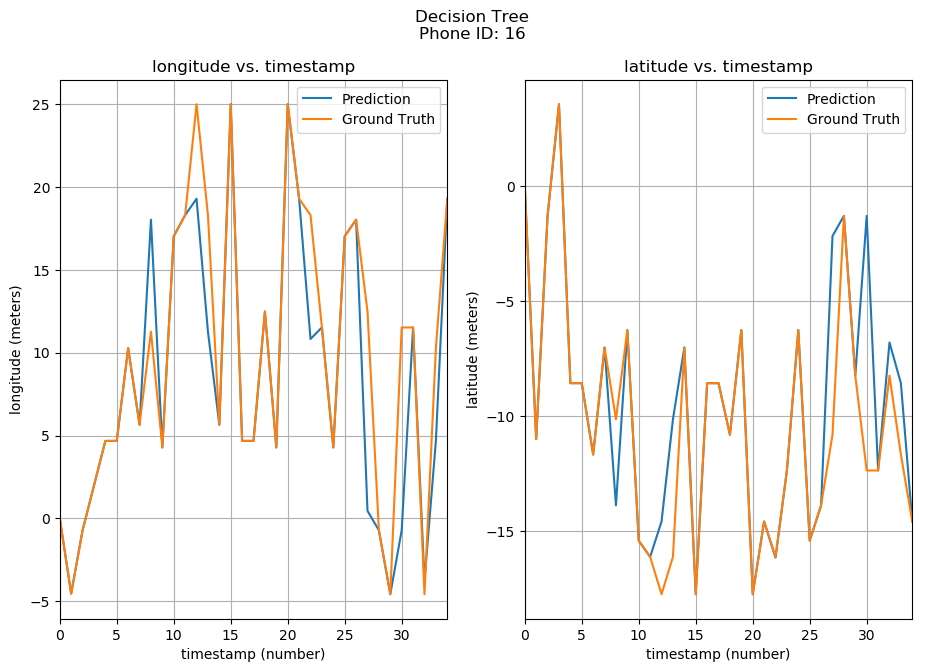 Decision Tree
Phone ID: 16
longitude vs. timestamp
Prediction
Ground Truth
25
20
15
10
5
0
−5
longitude (meters)
0 5 10 15 20 25 30
timestamp (number)
latitude vs. timestamp
Prediction
Ground Truth
0
−5
−10
−15
latitude (meters)
0 5 10 15 20 25 30
timestamp (number)